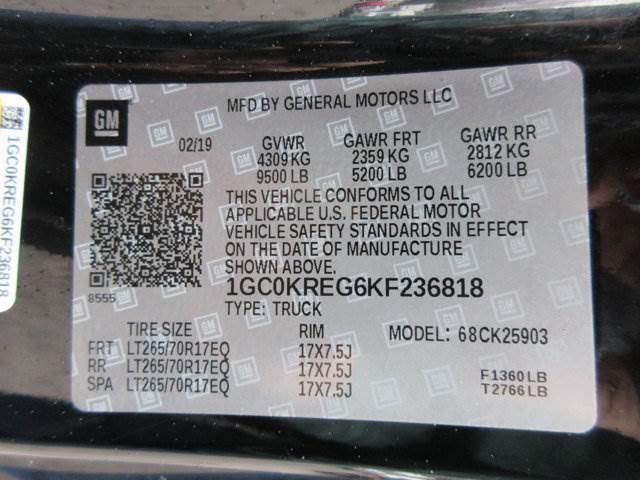 1GC0KREG6KF236818
GM
MFD BY GENERAL MOTORS LLC
02/19 GVWR GAWR FRT GAWR RR
4309 KG 2359 KG 2812 KG
9500 LB 5200 LB 6200 LB
THIS VEHICLE CONFORMS TO ALL
APPLICABLE U.S. FEDERAL MOTOR
VEHICLE SAFETY STANDARDS IN EFFECT
ON THE DATE OF MANUFACTURE
SHOWN ABOVE.
8555
1GC0KREG6KF236818
TYPE: TRUCK
TIRE SIZE RIM MODEL: 68CK25903
FRT LT265/70R17EQ 17X7.5J
RR LT265/70R17EQ 17X7.5J
SPA LT265/70R17EQ 17X7.5J
F1360LB
T2766LB